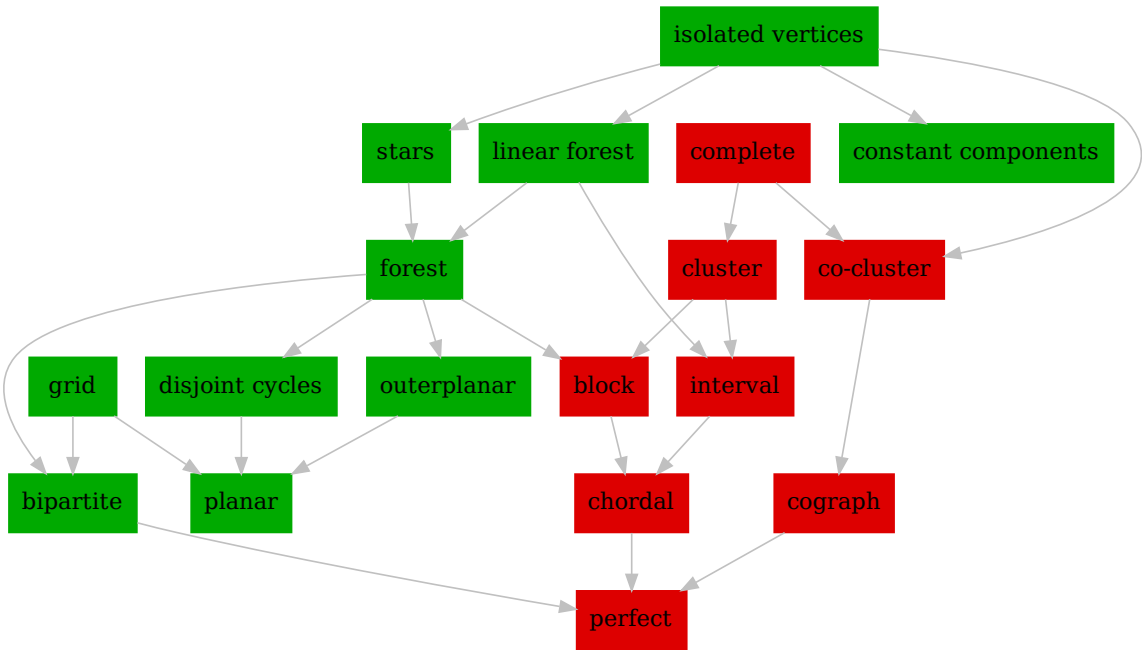 isolated vertices
stars
linear forest
complete
constant components
forest
cluster
co-cluster
grid
disjoint cycles
outerplanar
block
interval
bipartite
planar
chordal
cograph
perfect